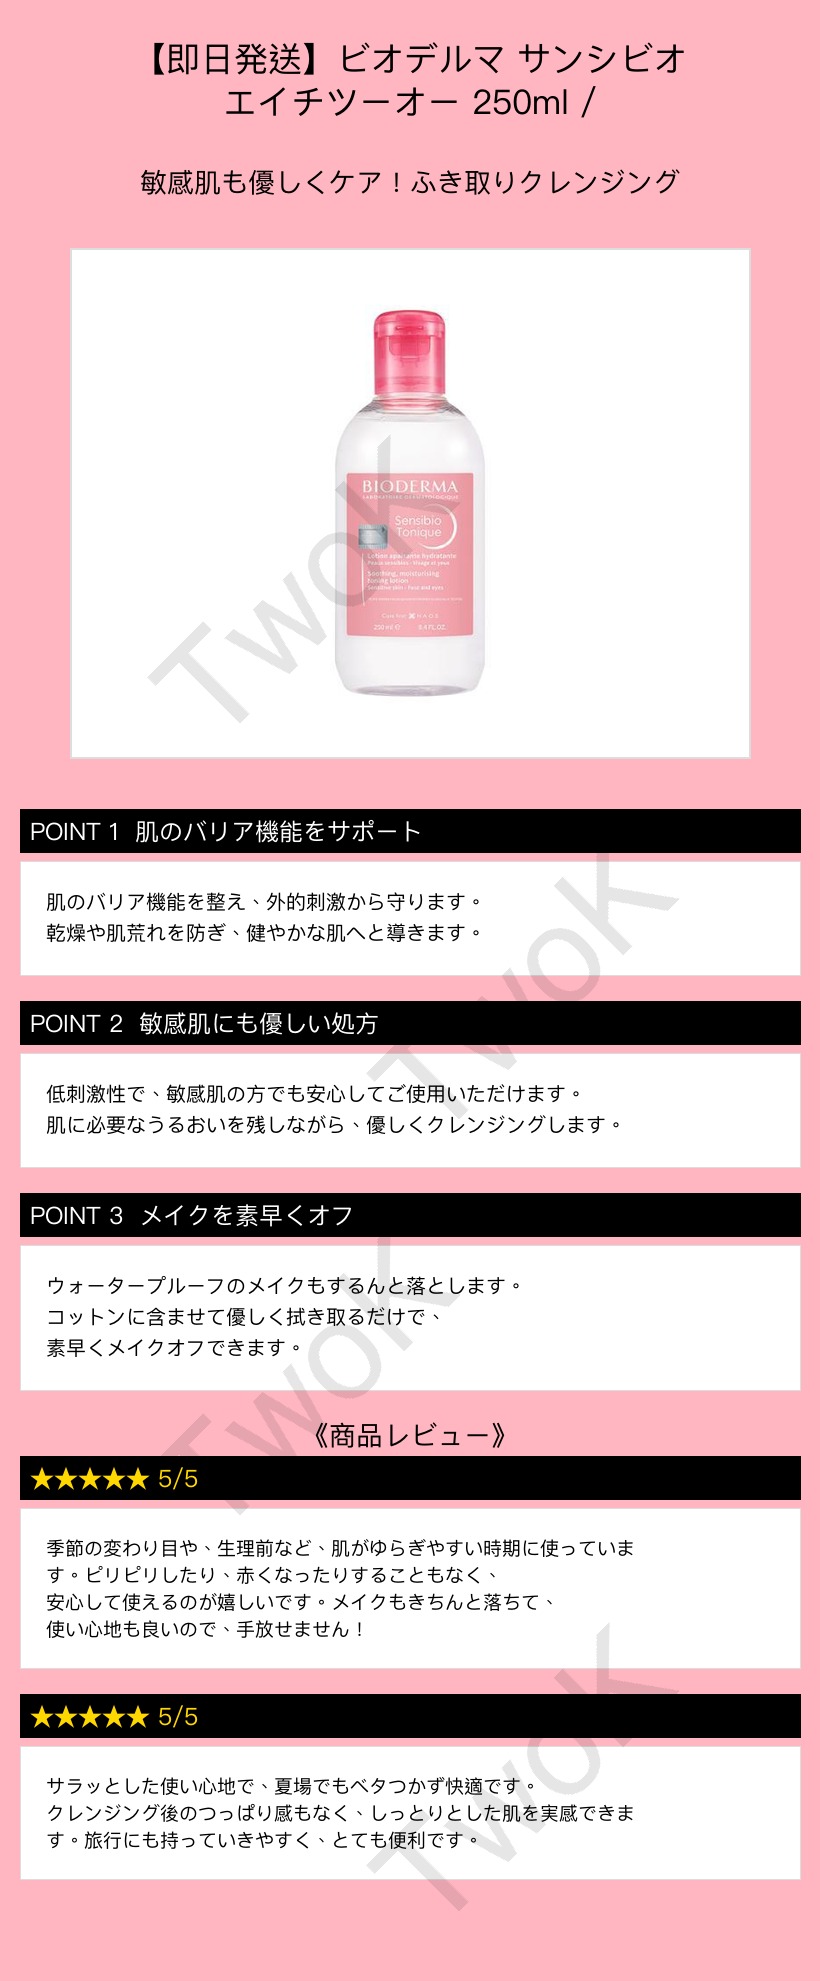 【即日発送】ビオデルマ サンシビオ
エイチツーオー 250ml /
敏感肌も優しくケア！ふき取りクレンジング
BIODERMA
LABORATOIRE DERMATOLOGIQUE
Sensibio
Tonique
Lotion apaisante hydratante
Peaux sensibles - Visage et yeux
Soothing, moisturising
toning lotion
Sensitive skin - Face and eyes
TwoK
POINT 1 肌のバリア機能をサポート
肌のバリア機能を整え、外的刺激から守ります。
乾燥や肌荒れを防ぎ、健やかな肌へと導きます。
TwoK
POINT 2 敏感肌にも優しい処方
低刺激性で、敏感肌の方でも安心してご使用いただけます。
肌に必要なうるおいを残しながら、優しくクレンジングします。
POINT 3 メイクを素早くオフ
ウォータープルーフのメイクもするんと落とします。
コットンに含ませて優しく拭き取るだけで、
素早くメイクオフできます。
TwoK
《商品レビュー》
★★★★★ 5/5
季節の変わり目や、生理前など、肌がゆらぎやすい時期に使っていま
す。ピリピリしたり、赤くなったりすることもなく、
安心して使えるのが嬉しいです。メイクもきちんと落ちて、
使い心地も良いので、手放せません！
★★★★★ 5/5
サラッとした使い心地で、夏場でもベタつかず快適です。
クレンジング後のつっぱり感もなく、しっとりとした肌を実感できま
す。旅行にも持っていきやすく、とても便利です。
TwoK